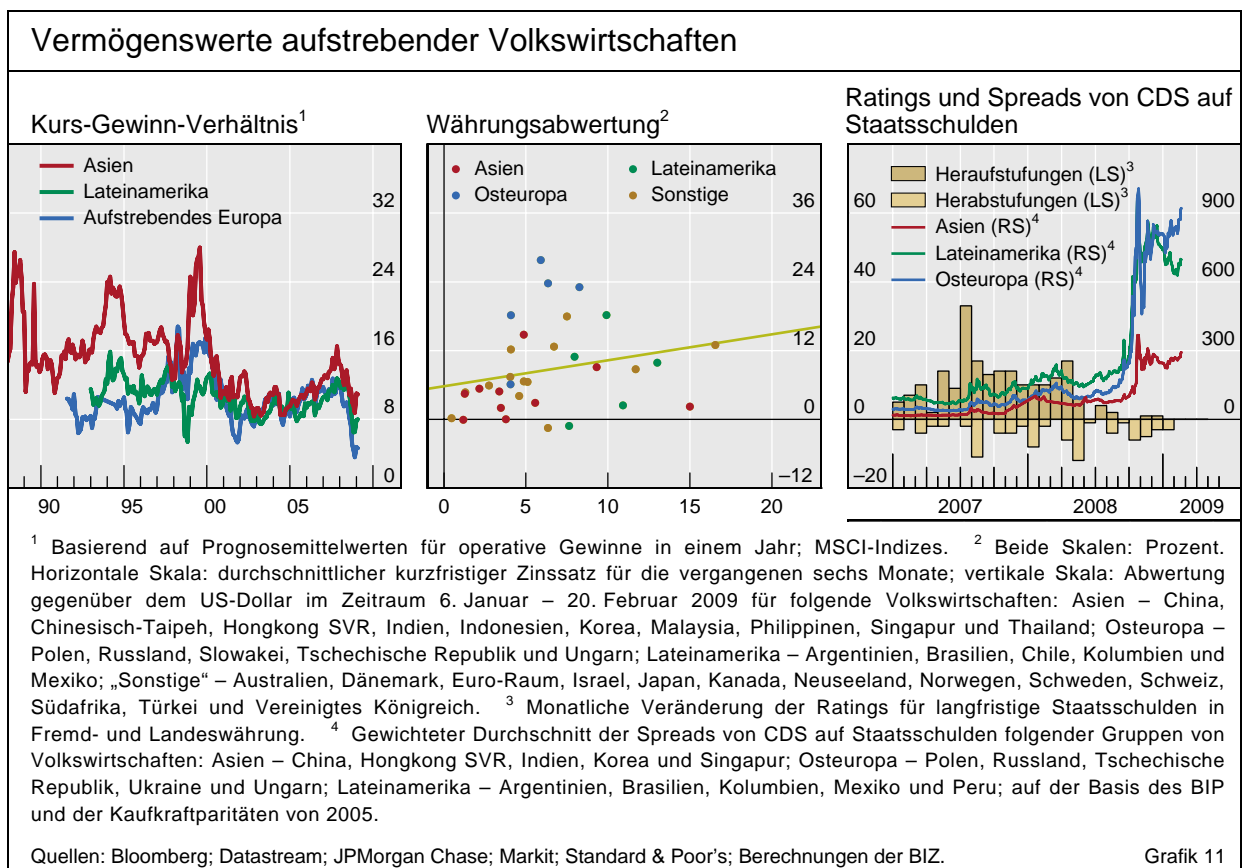 Vermögenswerte aufstrebender Volkswirtschaften
Kurs-Gewinn-Verhältnis1
Asien
Lateinamerika
Aufstrebendes Europa
32
24
16
8
0
90 95 00 05
Währungsabwertung2
Asien Lateinamerika
Osteuropa Sonstige
36
24
12
0
–12
0 5 10 15 20
Ratings und Spreads von CDS auf
Staatsschulden
Heraufstufungen (LS)3
Herabstufungen (LS)3
Asien (RS)4
Lateinamerika (RS)4
Osteuropa (RS)4
60 900
40 600
20 300
0 0
–20
2007 2008 2009
1 Basierend auf Prognosemittelwerten für operative Gewinne in einem Jahr; MSCI-Indizes. 2 Beide Skalen: Prozent.
Horizontale Skala: durchschnittlicher kurzfristiger Zinssatz für die vergangenen sechs Monate; vertikale Skala: Abwertung
gegenüber dem US-Dollar im Zeitraum 6. Januar – 20. Februar 2009 für folgende Volkswirtschaften: Asien – China,
Chinesisch-Taipeh, Hongkong SVR, Indien, Indonesien, Korea, Malaysia, Philippinen, Singapur und Thailand; Osteuropa –
Polen, Russland, Slowakei, Tschechische Republik und Ungarn; Lateinamerika – Argentinien, Brasilien, Chile, Kolumbien und
Mexiko; „Sonstige“ – Australien, Dänemark, Euro-Raum, Israel, Japan, Kanada, Neuseeland, Norwegen, Schweden, Schweiz,
Südafrika, Türkei und Vereinigtes Königreich. 3 Monatliche Veränderung der Ratings für langfristige Staatsschulden in
Fremd- und Landeswährung. 4 Gewichteter Durchschnitt der Spreads von CDS auf Staatsschulden folgender Gruppen von
Volkswirtschaften: Asien – China, Hongkong SVR, Indien, Korea und Singapur; Osteuropa – Polen, Russland, Tschechische
Republik, Ukraine und Ungarn; Lateinamerika – Argentinien, Brasilien, Kolumbien, Mexiko und Peru; auf der Basis des BIP
und der Kaufkraftparitäten von 2005.
Quellen: Bloomberg; Datastream; JPMorgan Chase; Markit; Standard & Poor's; Berechnungen der BIZ. Grafik 11